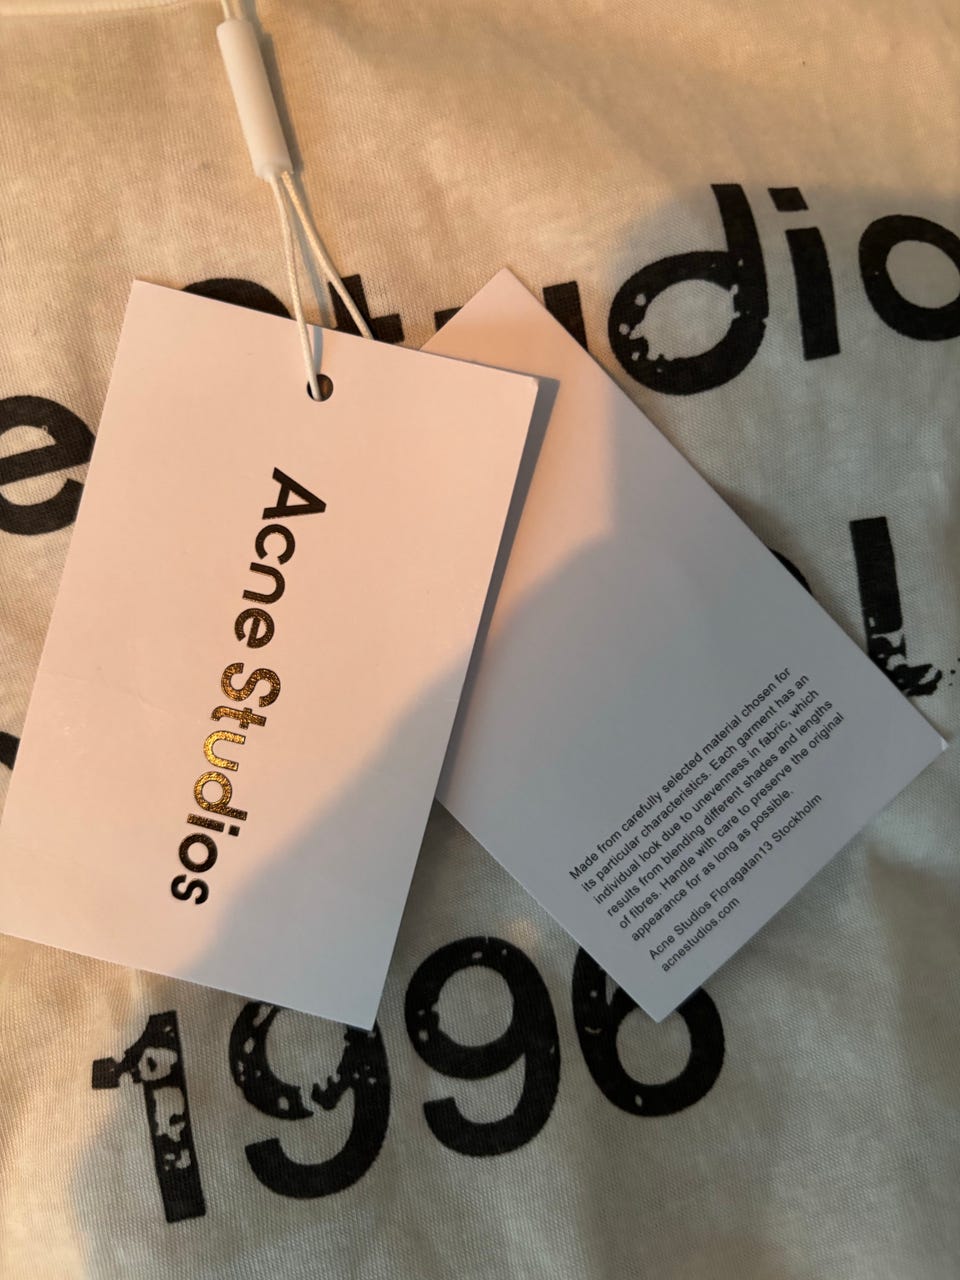 Studio
e
Acne Studios
Made from carefully selected material chosen for
its particular characteristics. Each garment has an
individual look due to unevenness in fabric, which
results from blending different shades and lengths
of fibres. Handle with care to preserve the original
appearance for as long as possible.
Acne Studios Floragatan13 Stockholm
acnestudios.com
1996